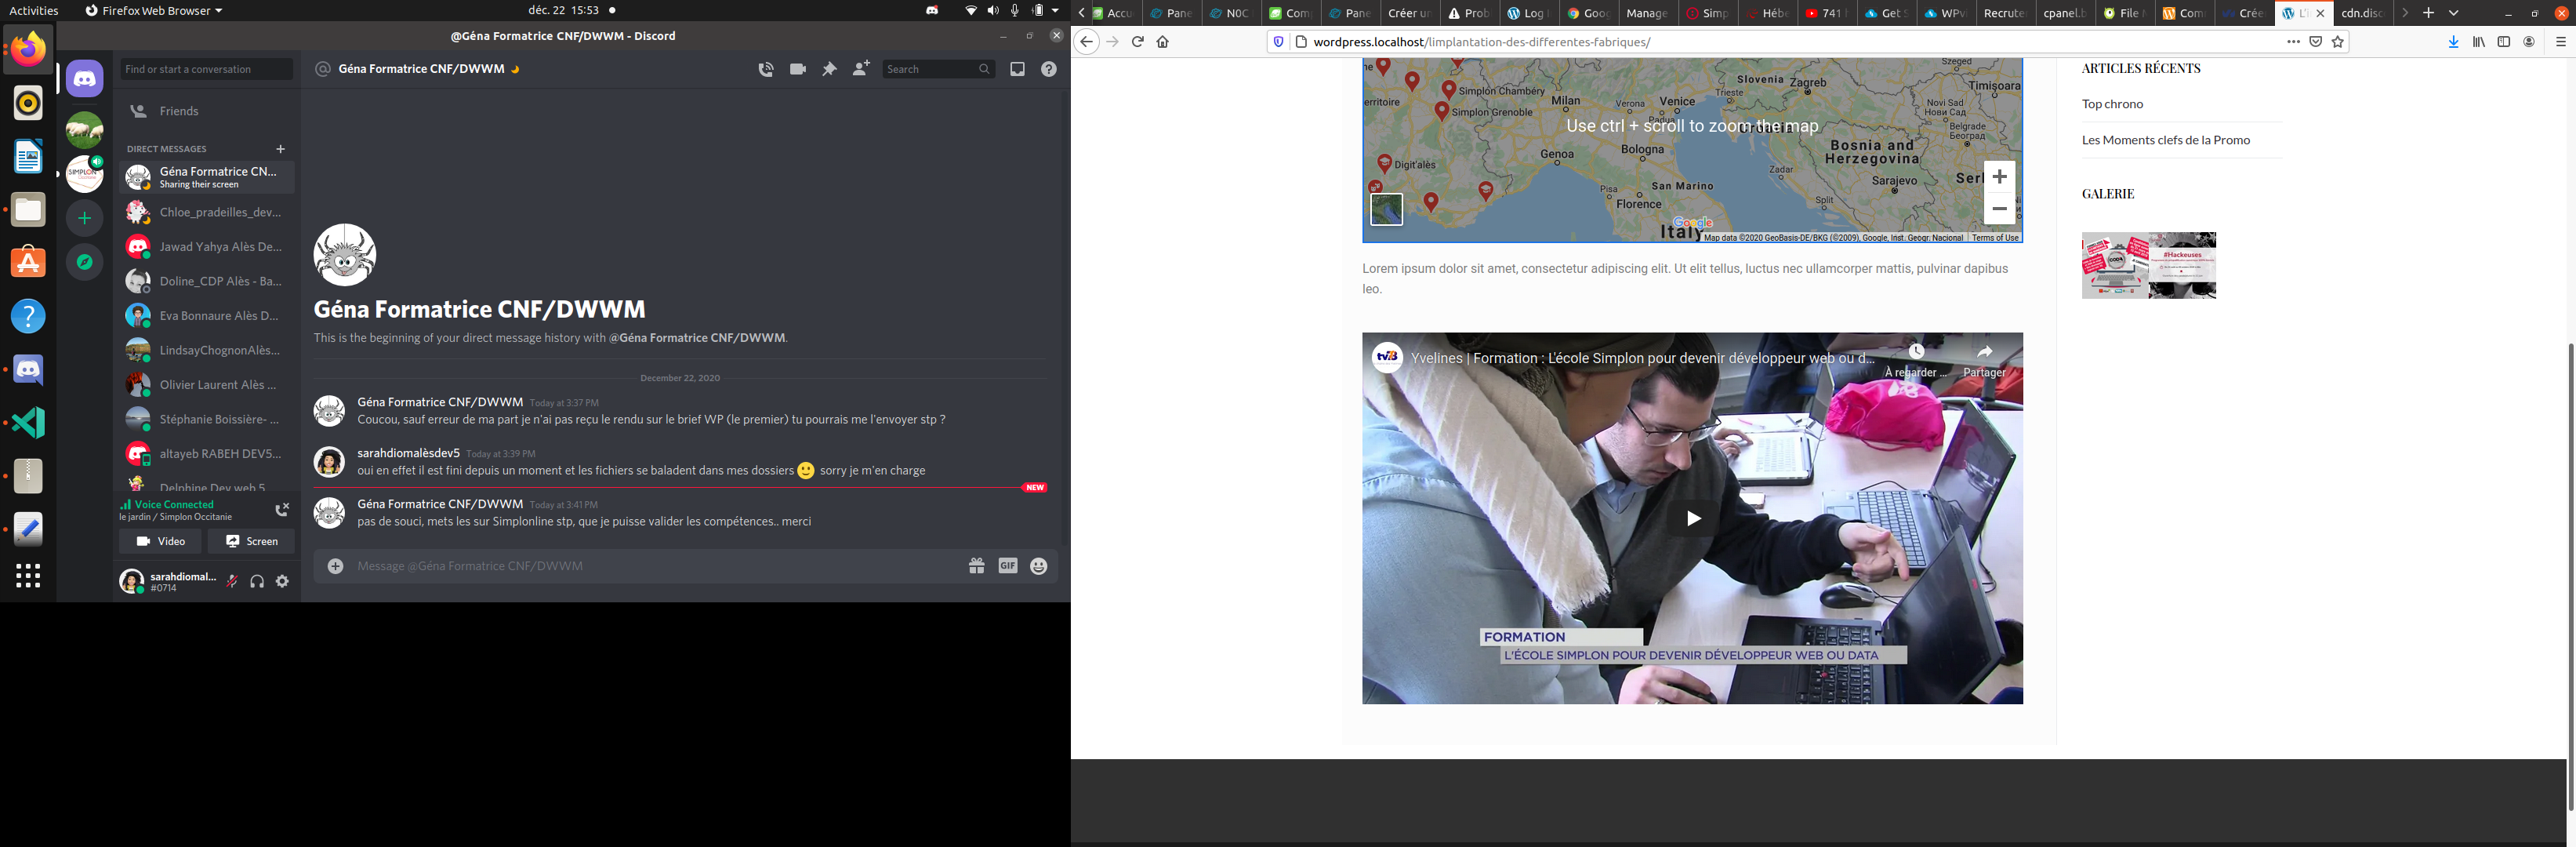 Activities
Firefox Web Browser
déc. 22 15:53
@Géna Formatrice CNF/DWWM - Discord
Find or start a conversation
Géna Formatrice CNF/DWWM
Search
Friends
DIRECT MESSAGES
Géna Formatrice CN...
Sharing their screen
Chloe_pradeilles_dev...
Jawad Yahya Alès De...
Doline_CDP Alès - Ba...
Eva Bonnaure Alès D...
LindsayChognonAlès...
Olivier Laurent Alès ...
Stéphanie Boissière- ...
altayeb RABEH DEV5...
Delphine Dev web 5
Voice Connected
le jardin / Simplon Occitanie
Video
Screen
sarahdiomal...
#0714
SIMPLON
Géna Formatrice CNF/DWWM
This is the beginning of your direct message history with @Géna Formatrice CNF/DWWM.
December 22, 2020
Géna Formatrice CNF/DWWM Today at 3:37 PM
Coucou, sauf erreur de ma part je n'ai pas reçu le rendu sur le brief WP (le premier) tu pourrais me l'envoyer stp ?
sarahdiomalèsdev5 Today at 3:39 PM
oui en effet il est fini depuis un moment et les fichiers se baladent dans mes dossiers sorry je m'en charge
NEW
Géna Formatrice CNF/DWWM Today at 3:41 PM
pas de souci, mets les sur Simplonline stp, que je puisse valider les compétences.. merci
Message @Géna Formatrice CNF/DWWM
GIF
Accu
Pane
N0C
Com
Pane
Créer un
Prob
Log
Goog
Manage
Simp
Hébe
741
Get S
WPvi
Recrute
cpanel.b
File M
Com
Crée
L'i
cdn.disc
wordpress.localhost/limplantation-des-differentes-fabriques/
Simplon Chambéry
Simplon Grenoble
erritoire
Digit'alès
Milan
Verona
Venice
Padua
Trieste
Slovenia
Zagreb
Croatia
Szeged
Timișoara
Novi Sad
Нови Сад
Belgrade
Београд
Use ctrl + scroll to zoom the map
Genoa
Bologna
Bosnia and
Herzegovina
Zadar
Pisa
San Marino
Sarajevo
Serl
Florence
Split
Google
Italy
Map data ©2020 GeoBasis-DE/BKG (©2009), Google, Inst. Geogr. Nacional
Terms of Use
Lorem ipsum dolor sit amet, consectetur adipiscing elit. Ut elit tellus, luctus nec ullamcorper mattis, pulvinar dapibus
leo.
tv78
Yvelines | Formation : L'école Simplon pour devenir développeur web ou d...
À regarder ...
Partager
FORMATION
L'ÉCOLE SIMPLON POUR DEVENIR DÉVELOPPEUR WEB OU DATA
ARTICLES RÉCENTS
Top chrono
Les Moments clefs de la Promo
GALERIE
#Hackeuses